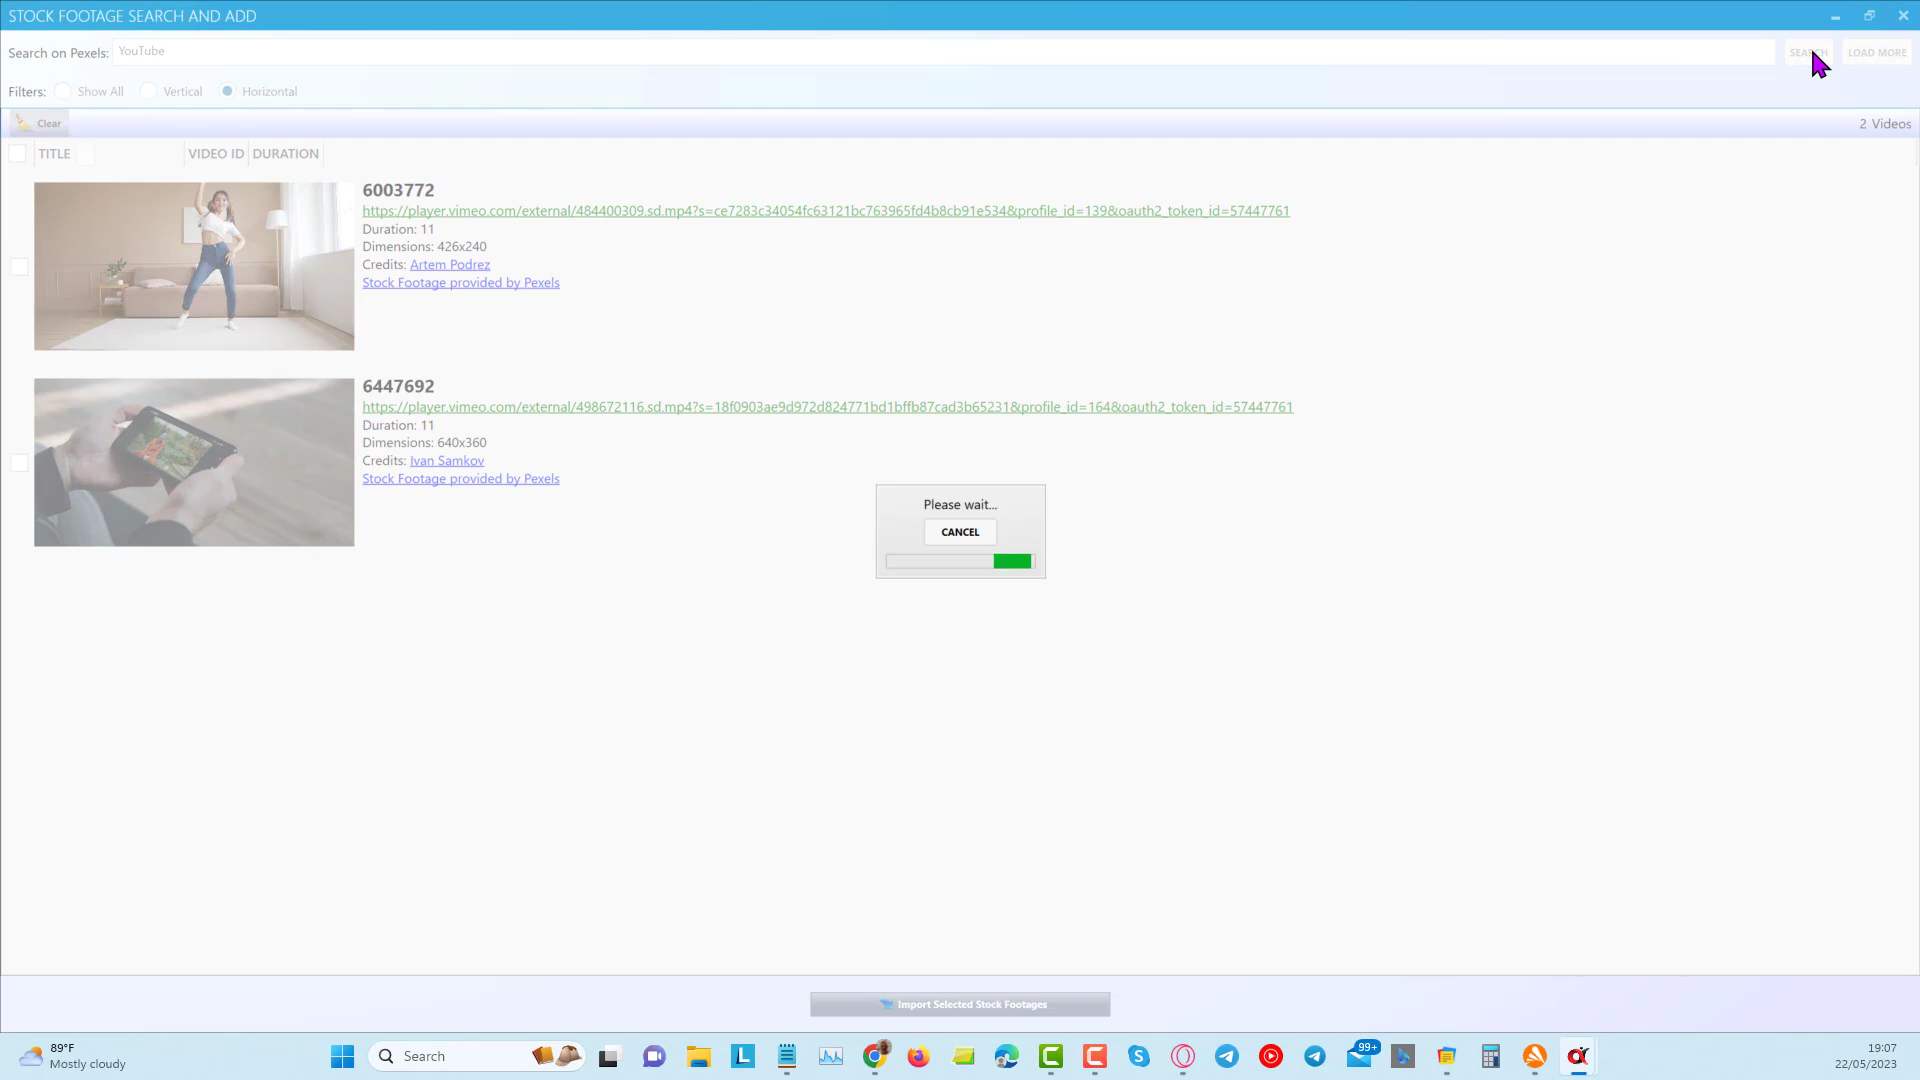 STOCK FOOTAGE SEARCH AND ADD
Search on Pexels: YouTube
SEARCH LOAD MORE
Filters: Show All Vertical Horizontal
Clear
2 Videos
TITLE VIDEO ID DURATION
6003772
https://player.vimeo.com/external/484400309.sd.mp4?s=ce7283c34054fc63121bc763965fd4b8cb91e534&profile_id=139&oauth2_token_id=57447761
Duration: 11
Dimensions: 426x240
Credits: Artem Podrez
Stock Footage provided by Pexels
6447692
https://player.vimeo.com/external/498672116.sd.mp4?s=18f0903ae9d972d824771bd1bffb87cad3b65231&profile_id=164&oauth2_token_id=57447761
Duration: 11
Dimensions: 640x360
Credits: Ivan Samkov
Stock Footage provided by Pexels
Please wait...
CANCEL
Import Selected Stock Footages
89°F
Mostly cloudy
Search
L
99+
19:07
22/05/2023